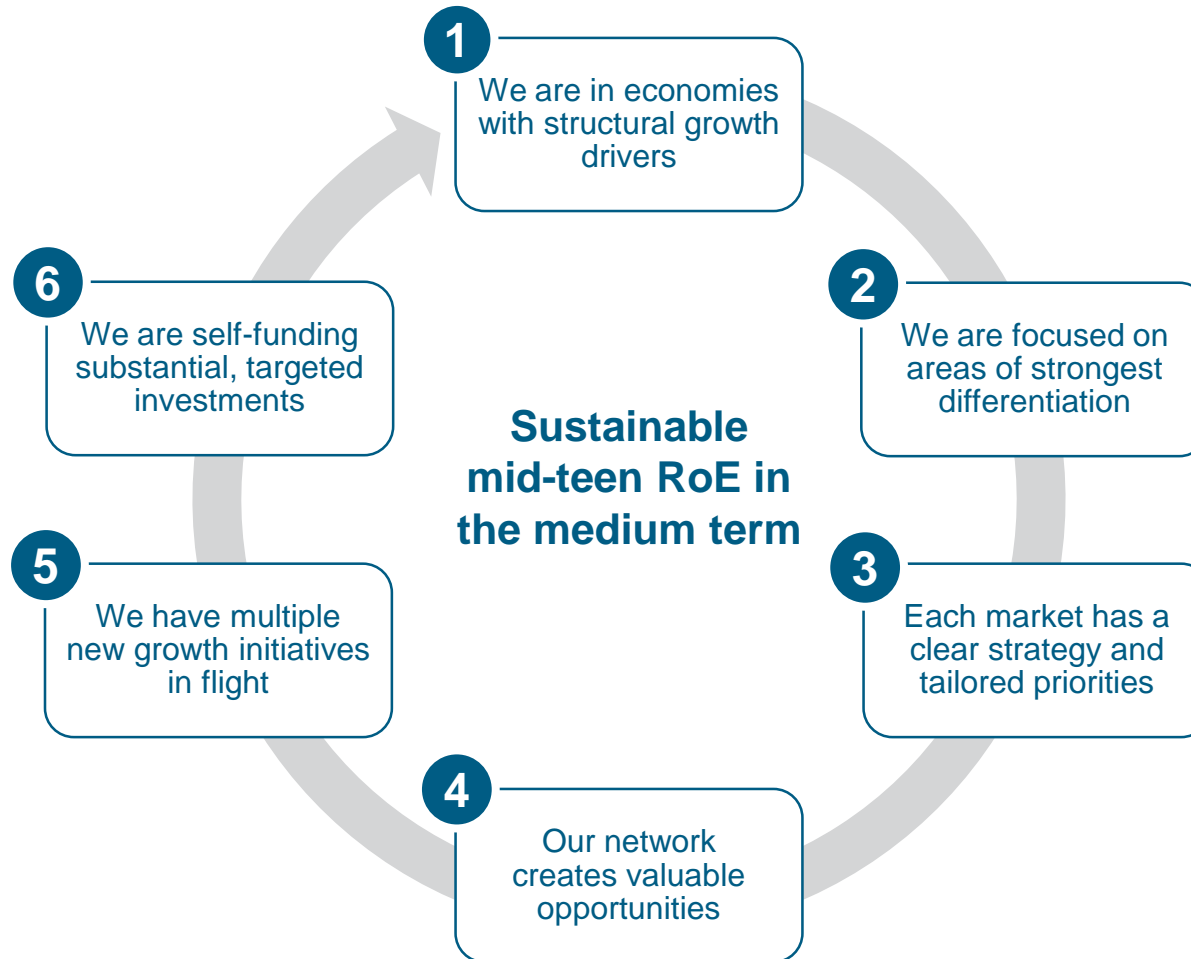 1
We are in economies
with structural growth
drivers
2
We are focused on
areas of strongest
differentiation
3
Each market has a
clear strategy and
tailored priorities
4
Our network
creates valuable
opportunities
5
We have multiple
new growth initiatives
in flight
6
We are self-funding
substantial, targeted
investments
Sustainable
mid-teen RoE in
the medium term